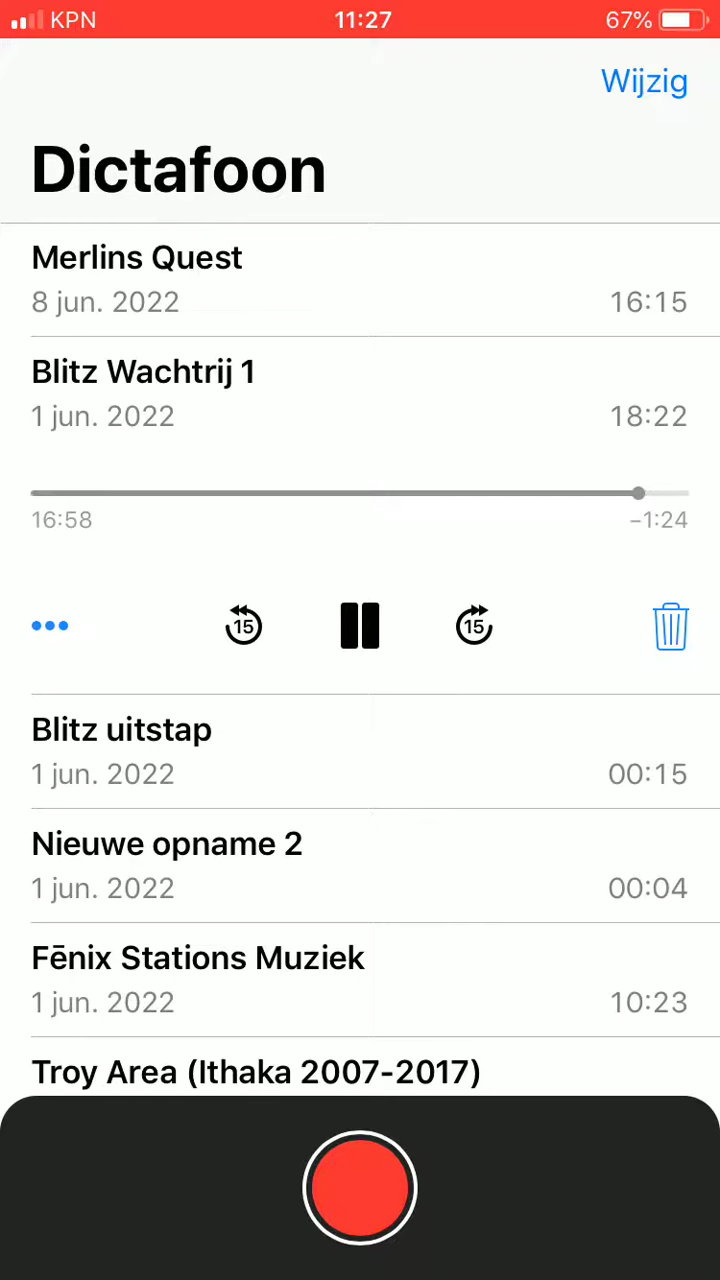 KPN 11:27 67%
Wijzig
Dictafoon
Merlins Quest
8 jun. 2022 16:15
Blitz Wachtrij 1
1 jun. 2022 18:22
16:58 −1:24
15 15
Blitz uitstap
1 jun. 2022 00:15
Nieuwe opname 2
1 jun. 2022 00:04
Fēnix Stations Muziek
1 jun. 2022 10:23
Troy Area (Ithaka 2007-2017)